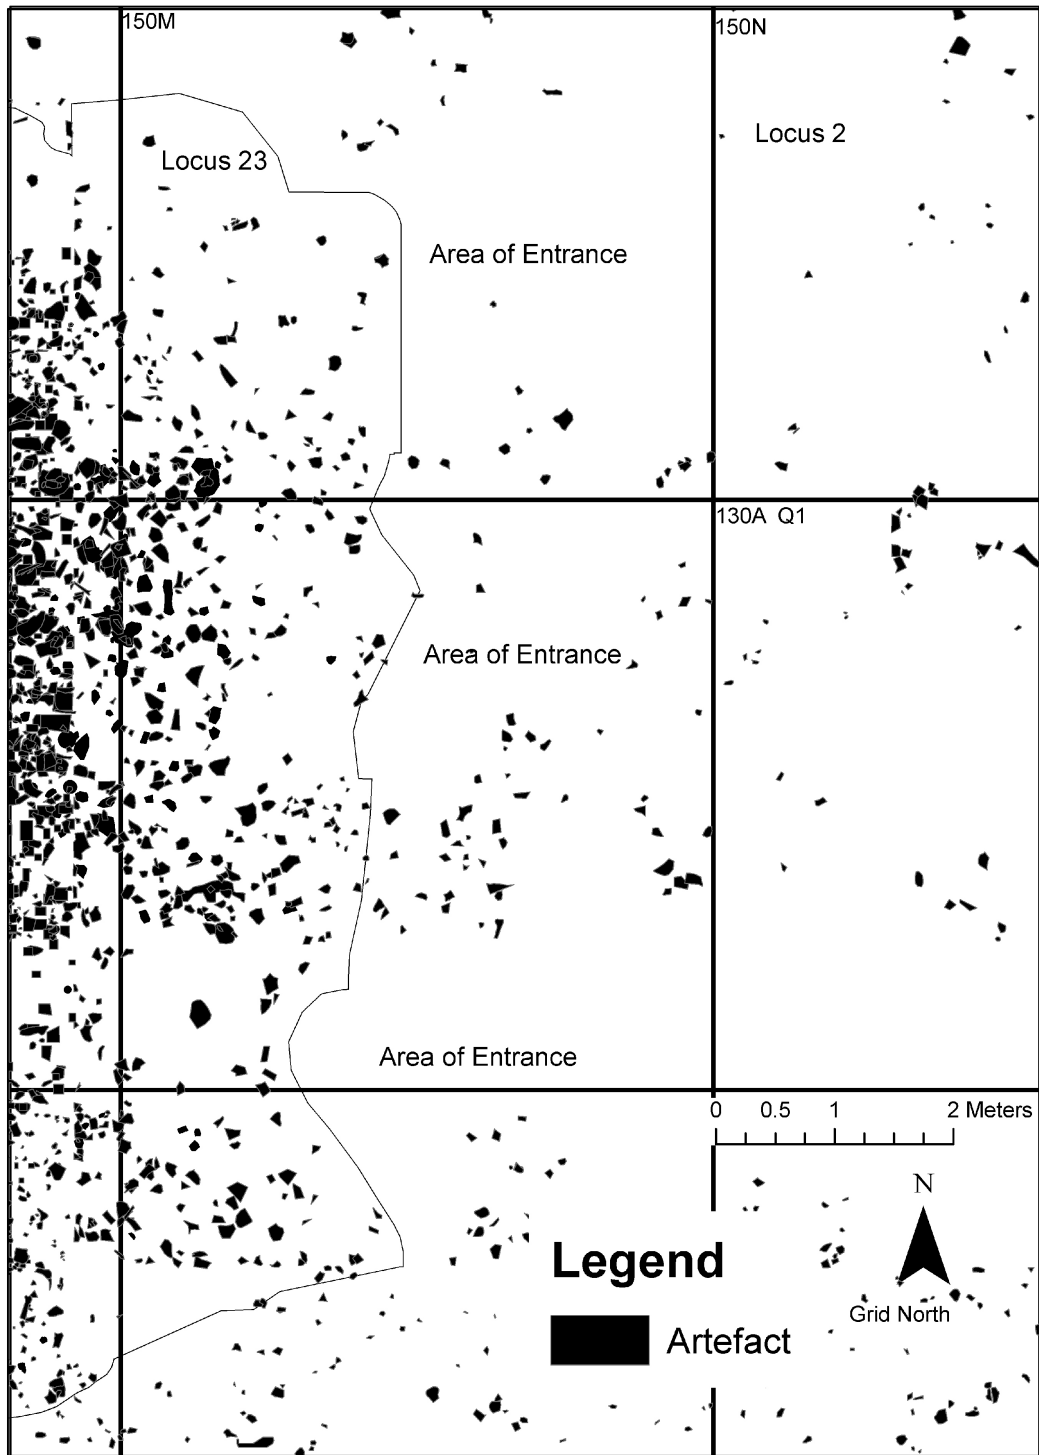 150M
150N
Locus 2
Locus 23
Area of Entrance
130A Q1
Area of Entrance
Area of Entrance
0 0.5 1 2 Meters
N
Legend
Grid North
Artefact